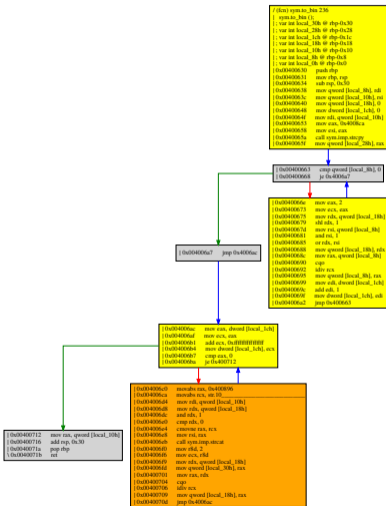 / (fcn) sym.to_bin 236
| sym.to_bin ();
| ; var int local_30h @ rbp-0x30
| ; var int local_28h @ rbp-0x28
| ; var int local_1ch @ rbp-0x1c
| ; var int local_18h @ rbp-0x18
| ; var int local_10h @ rbp-0x10
| ; var int local_8h @ rbp-0x8
| ; var int local_0h @ rbp-0x0
| 0x00400630 push rbp
| 0x00400631 mov rbp, rsp
| 0x00400634 sub rsp, 0x30
| 0x00400638 mov qword [local_8h], rdi
| 0x0040063c mov qword [local_10h], rsi
| 0x00400640 mov qword [local_18h], 0
| 0x00400648 mov dword [local_1ch], 0
| 0x0040064f mov rdi, qword [local_10h]
| 0x00400653 mov eax, 0x4008ca
| 0x00400658 mov esi, eax
| 0x0040065a call sym.imp.strcpy
| 0x0040065f mov qword [local_28h], rax
| 0x00400663 cmp qword [local_8h], 0
| 0x00400668 je 0x4006a7
| 0x0040066e mov eax, 2
| 0x00400673 mov ecx, eax
| 0x00400675 mov rdx, qword [local_18h]
| 0x00400679 shl rdx, 1
| 0x0040067d mov rsi, qword [local_8h]
| 0x00400681 and rsi, 1
| 0x00400685 or rdx, rsi
| 0x00400688 mov qword [local_18h], rdx
| 0x0040068c mov rax, qword [local_8h]
| 0x00400690 cqo
| 0x00400692 idiv rcx
| 0x00400695 mov qword [local_8h], rax
| 0x00400699 mov edi, dword [local_1ch]
| 0x0040069c add edi, 1
| 0x0040069f mov dword [local_1ch], edi
| 0x004006a2 jmp 0x400663
| 0x004006a7 jmp 0x4006ac
| 0x004006ac mov eax, dword [local_1ch]
| 0x004006af mov ecx, eax
| 0x004006b1 add ecx, 0xffffffffffffffff
| 0x004006b4 mov dword [local_1ch], ecx
| 0x004006b7 cmp eax, 0
| 0x004006ba je 0x400712
| 0x004006c0 movabs rax, 0x400896
| 0x004006ca movabs rcx, str.10
| 0x004006d4 mov rdi, qword [local_10h]
| 0x004006d8 mov rdx, qword [local_18h]
| 0x004006dc and rdx, 1
| 0x004006e0 cmp rdx, 0
| 0x004006e4 cmovne rax, rcx
| 0x004006e8 mov rsi, rax
| 0x004006eb call sym.imp.strcat
| 0x004006f0 mov r8d, 2
| 0x004006f6 mov ecx, r8d
| 0x004006f9 mov rdx, qword [local_18h]
| 0x004006fd mov qword [local_30h], rax
| 0x00400701 mov rax, rdx
| 0x00400704 cqo
| 0x00400706 idiv rcx
| 0x00400709 mov qword [local_18h], rax
| 0x0040070d jmp 0x4006ac
| 0x00400712 mov rax, qword [local_10h]
| 0x00400716 add rsp, 0x30
| 0x0040071a pop rbp
| 0x0040071b ret